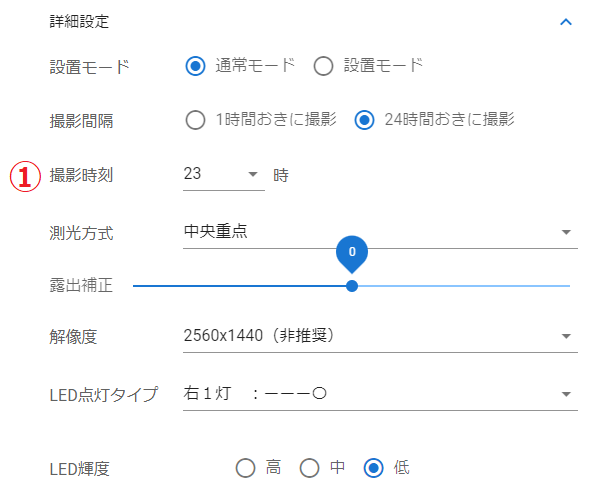 詳細設定
設置モード 通常モード 設置モード
撮影間隔 1時間おきに撮影 24時間おきに撮影
① 撮影時刻 23 時
測光方式 中央重点
0
露出補正
解像度 2560x1440（非推奨）
LED点灯タイプ 右１灯 ：ーーー〇
LED輝度 高 中 低